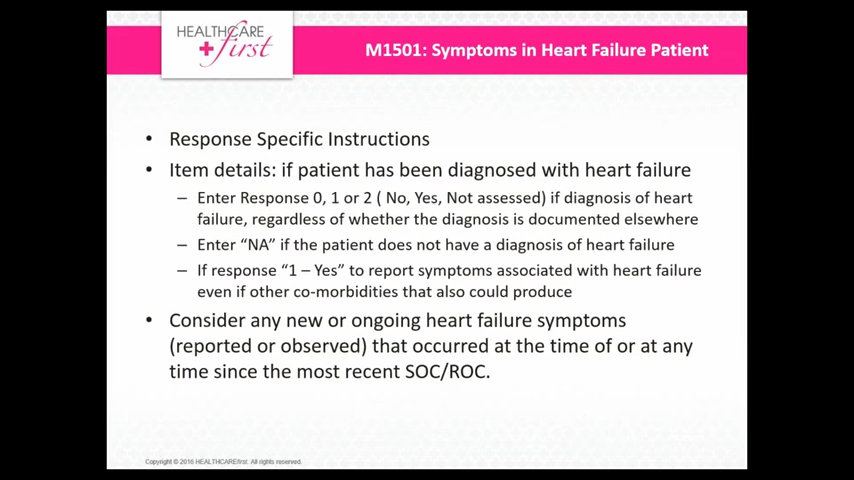 HEALTHCARE
first
M1501: Symptoms in Heart Failure Patient
• Response Specific Instructions
• Item details: if patient has been diagnosed with heart failure
– Enter Response 0, 1 or 2 ( No, Yes, Not assessed) if diagnosis of heart
failure, regardless of whether the diagnosis is documented elsewhere
– Enter “NA” if the patient does not have a diagnosis of heart failure
– If response “1 – Yes” to report symptoms associated with heart failure
even if other co-morbidities that also could produce
• Consider any new or ongoing heart failure symptoms
(reported or observed) that occurred at the time of or at any
time since the most recent SOC/ROC.
Copyright © 2016 HEALTHCAREfirst. All rights reserved.